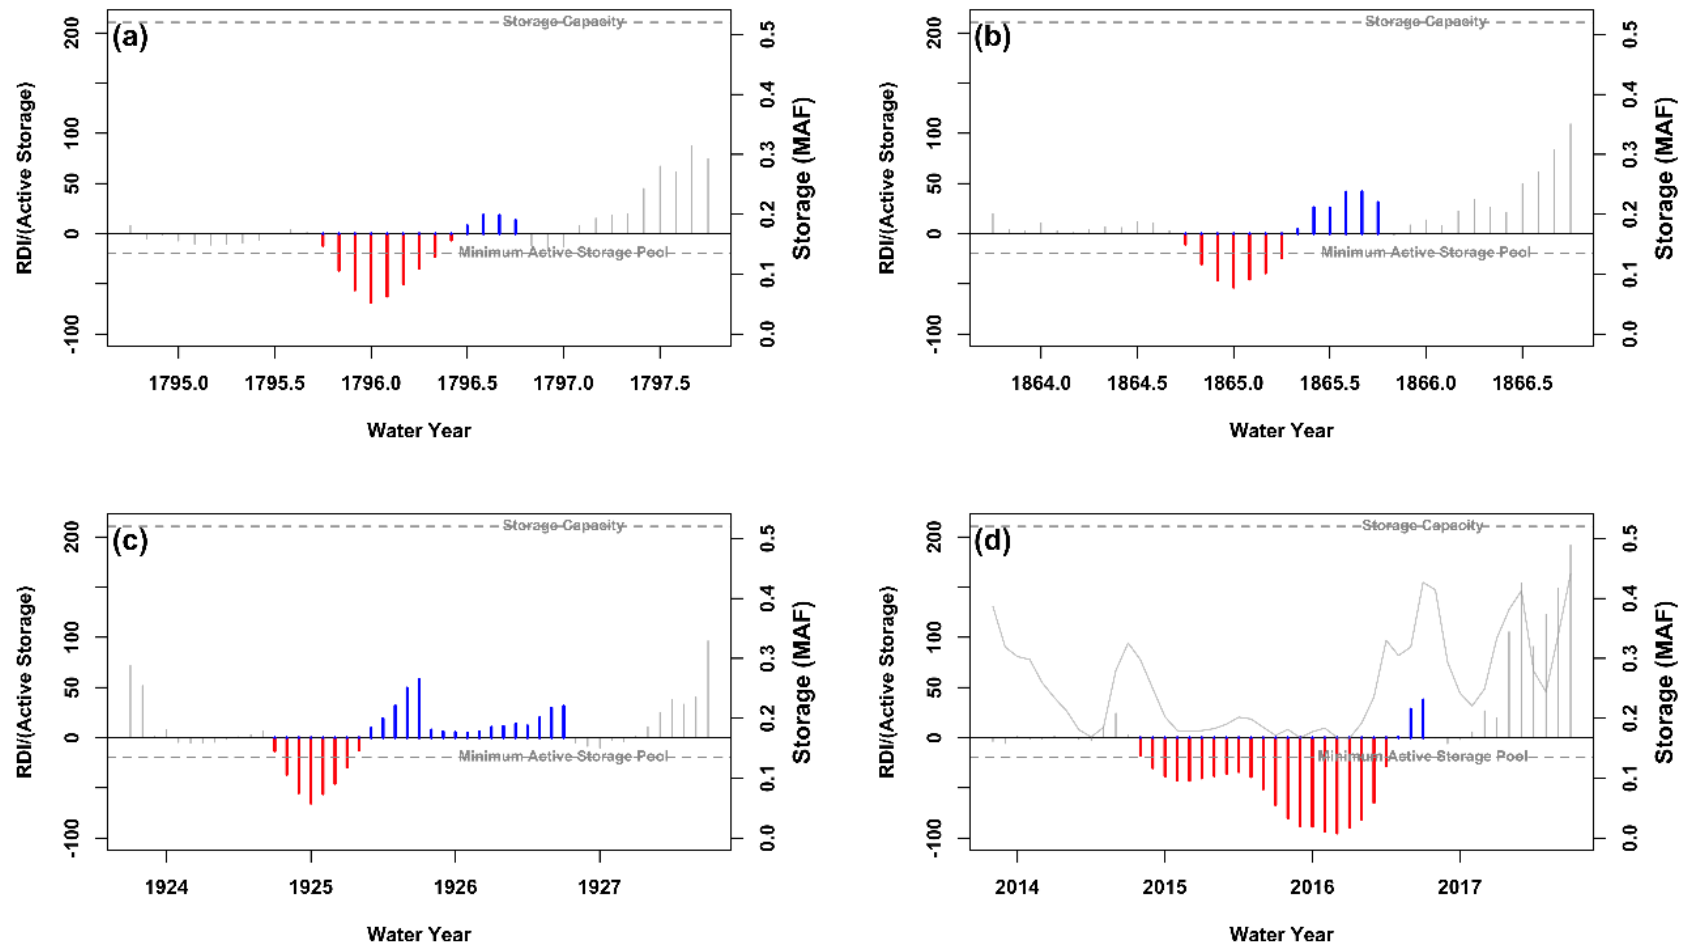 (a)
Storage Capacity
Minimum Active Storage Pool
RDI/(Active Storage)
200
100
50
0
-100
Storage (MAF)
0.5
0.4
0.3
0.2
0.1
0.0
1795.0 1795.5 1796.0 1796.5 1797.0 1797.5
Water Year
(b)
Storage Capacity
Minimum Active Storage Pool
RDI/(Active Storage)
200
100
50
0
-100
Storage (MAF)
0.5
0.4
0.3
0.2
0.1
0.0
1864.0 1864.5 1865.0 1865.5 1866.0 1866.5
Water Year
(c)
Storage Capacity
Minimum Active Storage Pool
RDI/(Active Storage)
200
100
50
0
-100
Storage (MAF)
0.5
0.4
0.3
0.2
0.1
0.0
1924 1925 1926 1927
Water Year
(d)
Storage Capacity
Minimum Active Storage Pool
RDI/(Active Storage)
200
100
50
0
-100
Storage (MAF)
0.5
0.4
0.3
0.2
0.1
0.0
2014 2015 2016 2017
Water Year